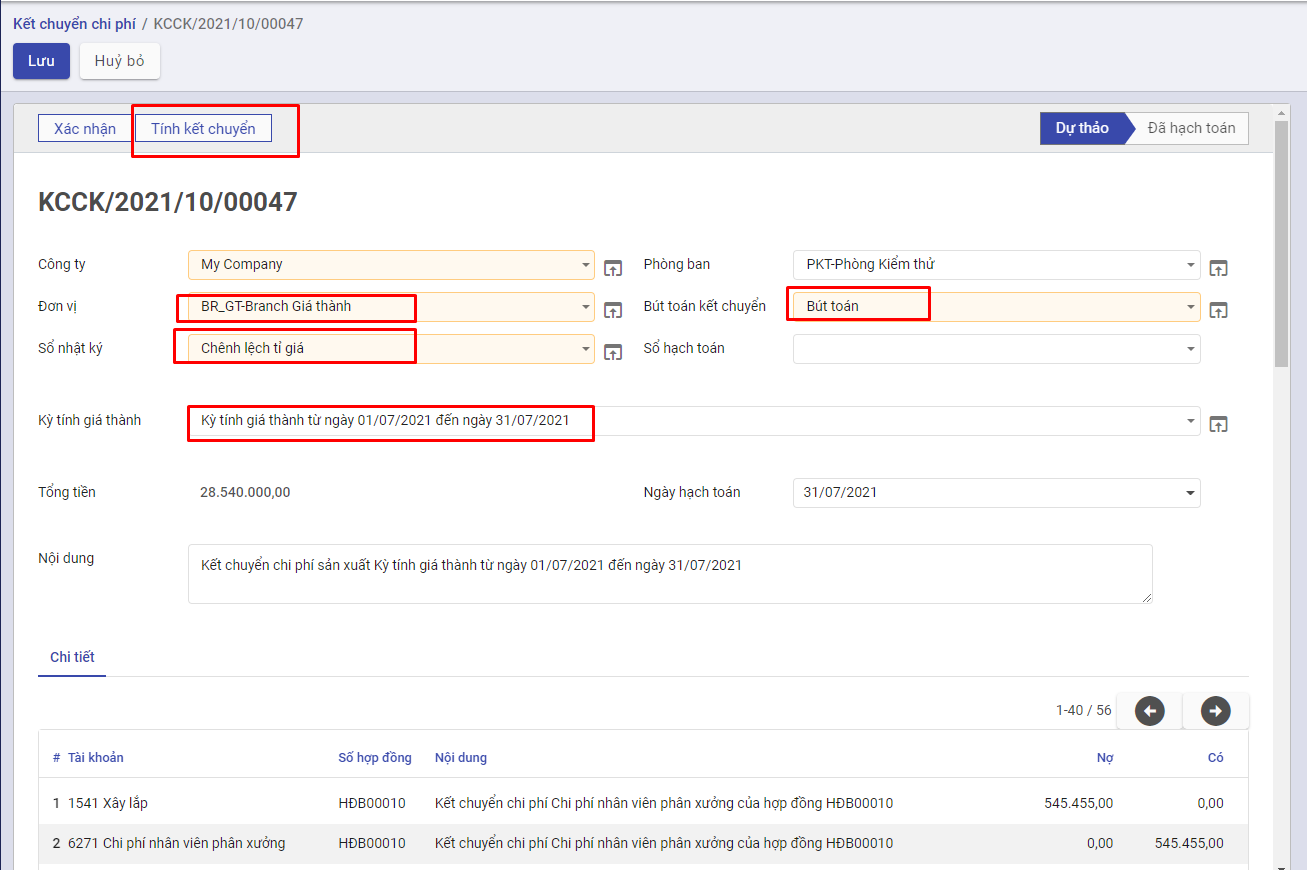 Kết chuyển chi phí / KCCK/2021/10/00047
Lưu Huỷ bỏ
Xác nhận Tính kết chuyển Dự thảo Đã hạch toán
KCCK/2021/10/00047
Công ty My Company Phòng ban PKT-Phòng Kiểm thử
Đơn vị BR_GT-Branch Giá thành Bút toán kết chuyển Bút toán
Sổ nhật ký Chênh lệch tỉ giá Sổ hạch toán
Kỳ tính giá thành Kỳ tính giá thành từ ngày 01/07/2021 đến ngày 31/07/2021
Tổng tiền 28.540.000,00 Ngày hạch toán 31/07/2021
Nội dung Kết chuyển chi phí sản xuất Kỳ tính giá thành từ ngày 01/07/2021 đến ngày 31/07/2021
Chi tiết
1-40 / 56
# Tài khoản Số hợp đồng Nội dung Nợ Có
1 1541 Xây lắp HĐB00010 Kết chuyển chi phí Chi phí nhân viên phân xưởng của hợp đồng HĐB00010 545.455,00 0,00
2 6271 Chi phí nhân viên phân xưởng HĐB00010 Kết chuyển chi phí Chi phí nhân viên phân xưởng của hợp đồng HĐB00010 0,00 545.455,00